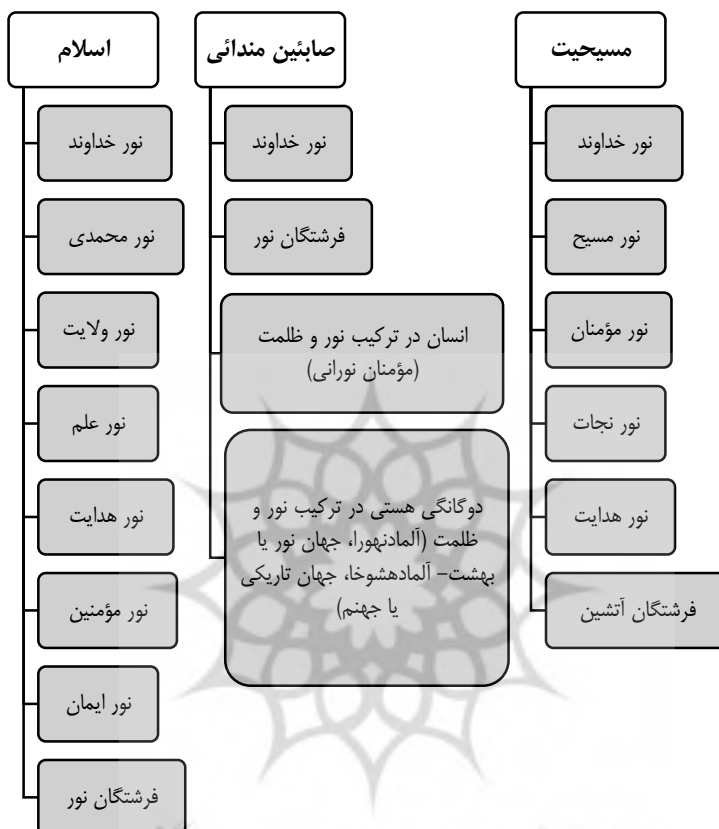 مسیحیت
نور خداوند
نور مسیح
نور مؤمنان
نور نجات
نور هدایت
فرشتگان آتشین
صابئین مندائی
نور خداوند
فرشتگان نور
انسان در ترکیب نور و ظلمت
(مؤمنان نورانی)
دوگانگی هستی در ترکیب نور و
ظلمت (آلمادنهورا، جهان نور یا
بهشت– آلمادهشوخا، جهان تاریکی
یا جهنم)
اسلام
نور خداوند
نور محمدی
نور ولایت
نور علم
نور هدایت
نور مؤمنین
نور ایمان
فرشتگان نور